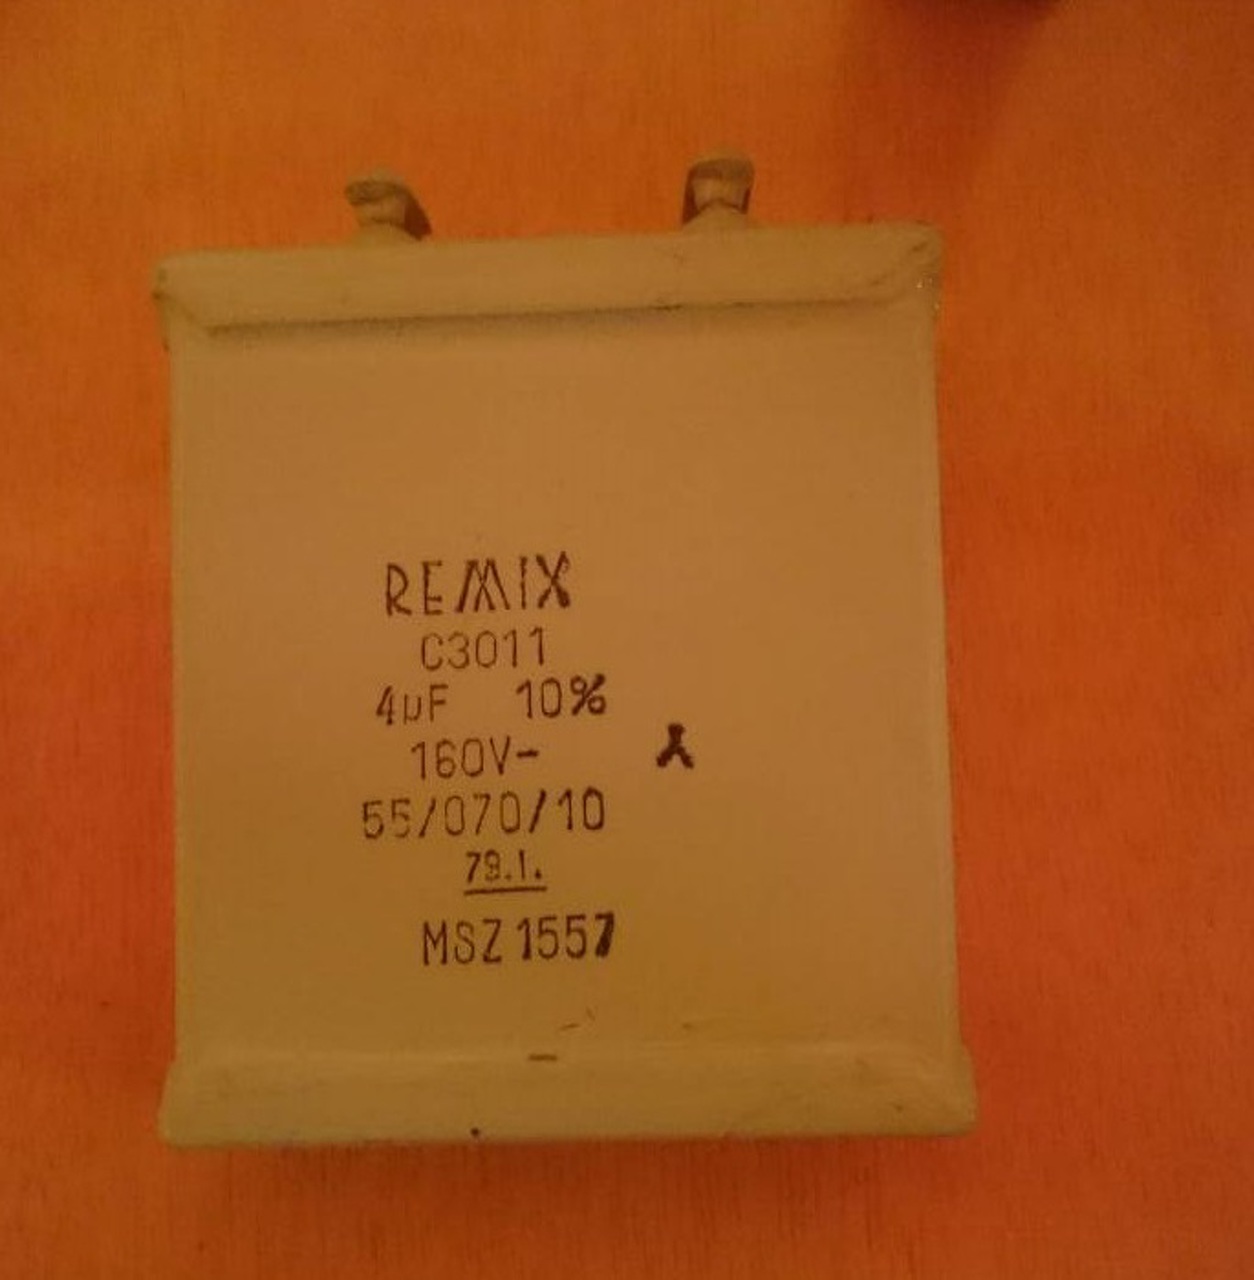 REMIX
C3011
4µF 10%
160V-
55/070/10
79.I.
MSZ 1557